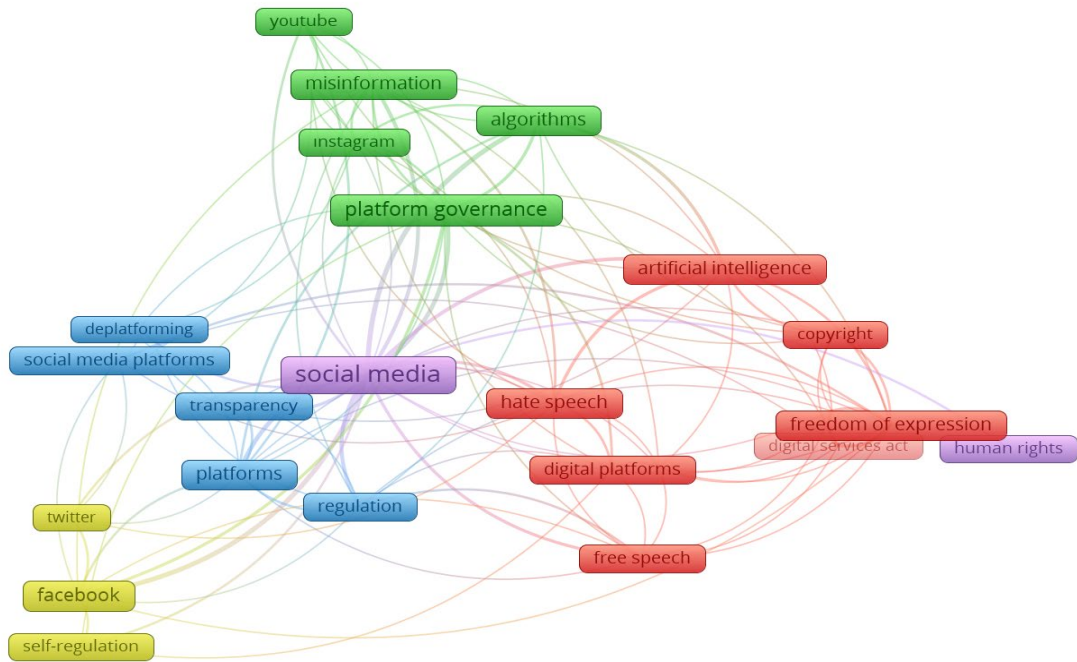 youtube
misinformation
algorithms
instagram
platform governance
artificial intelligence
deplatforming
copyright
social media platforms
social media
transparency
hate speech
freedom of expression
digital services act
human rights
platforms
digital platforms
regulation
twitter
free speech
facebook
self-regulation